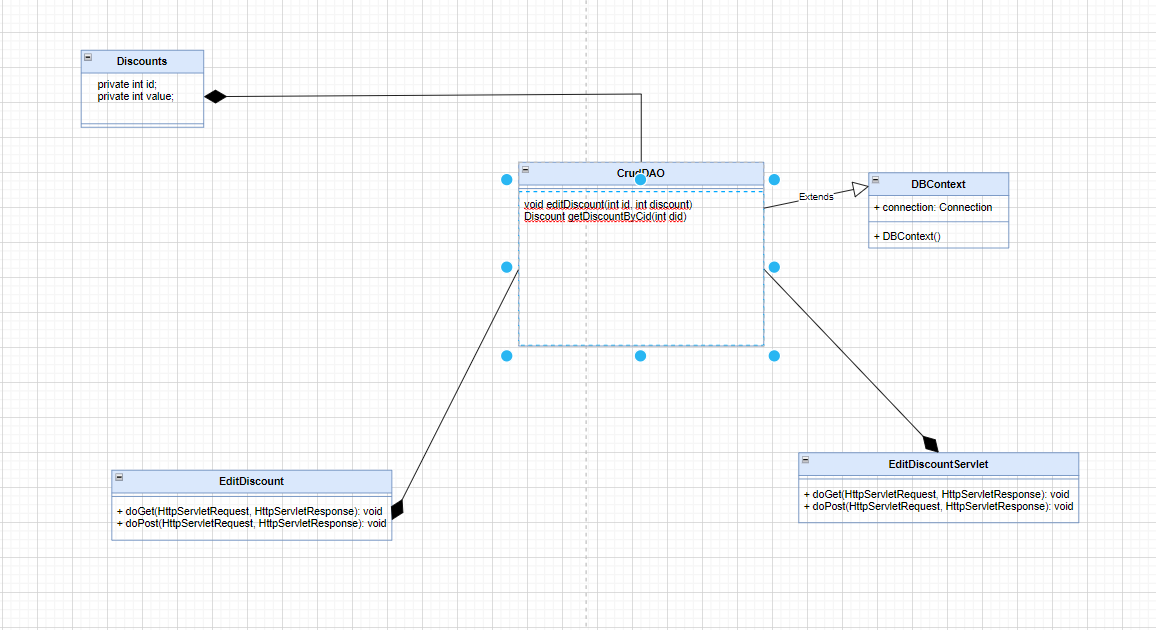 Discounts
private int id;
private int value;
CrudDAO
void editDiscount(int id, int discount)
Discount getDiscountByCid(int did)
Extends
DBContext
+ connection: Connection
+ DBContext()
EditDiscount
+ doGet(HttpServletRequest, HttpServletResponse): void
+ doPost(HttpServletRequest, HttpServletResponse): void
EditDiscountServlet
+ doGet(HttpServletRequest, HttpServletResponse): void
+ doPost(HttpServletRequest, HttpServletResponse): void